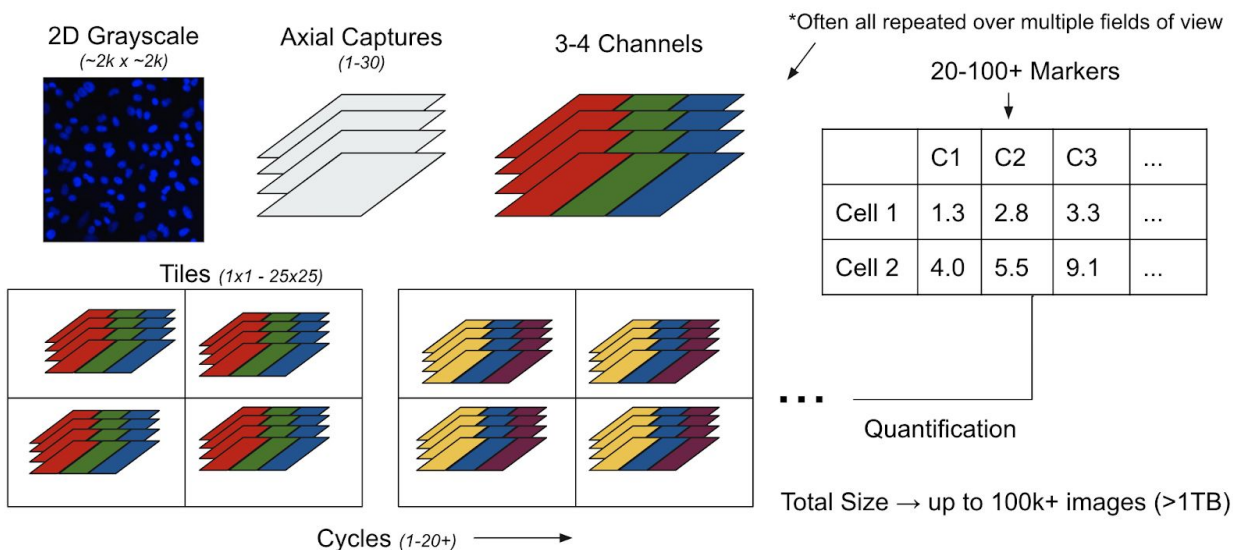 *Often all repeated over multiple fields of view
2D Grayscale
(~2k x ~2k)
Axial Captures
(1-30)
3-4 Channels
20-100+ Markers
C1 C2 C3 ...
Cell 1 1.3 2.8 3.3 ...
Cell 2 4.0 5.5 9.1 ...
Tiles (1x1 - 25x25)
...
Quantification
Total Size → up to 100k+ images (>1TB)
Cycles (1-20+)